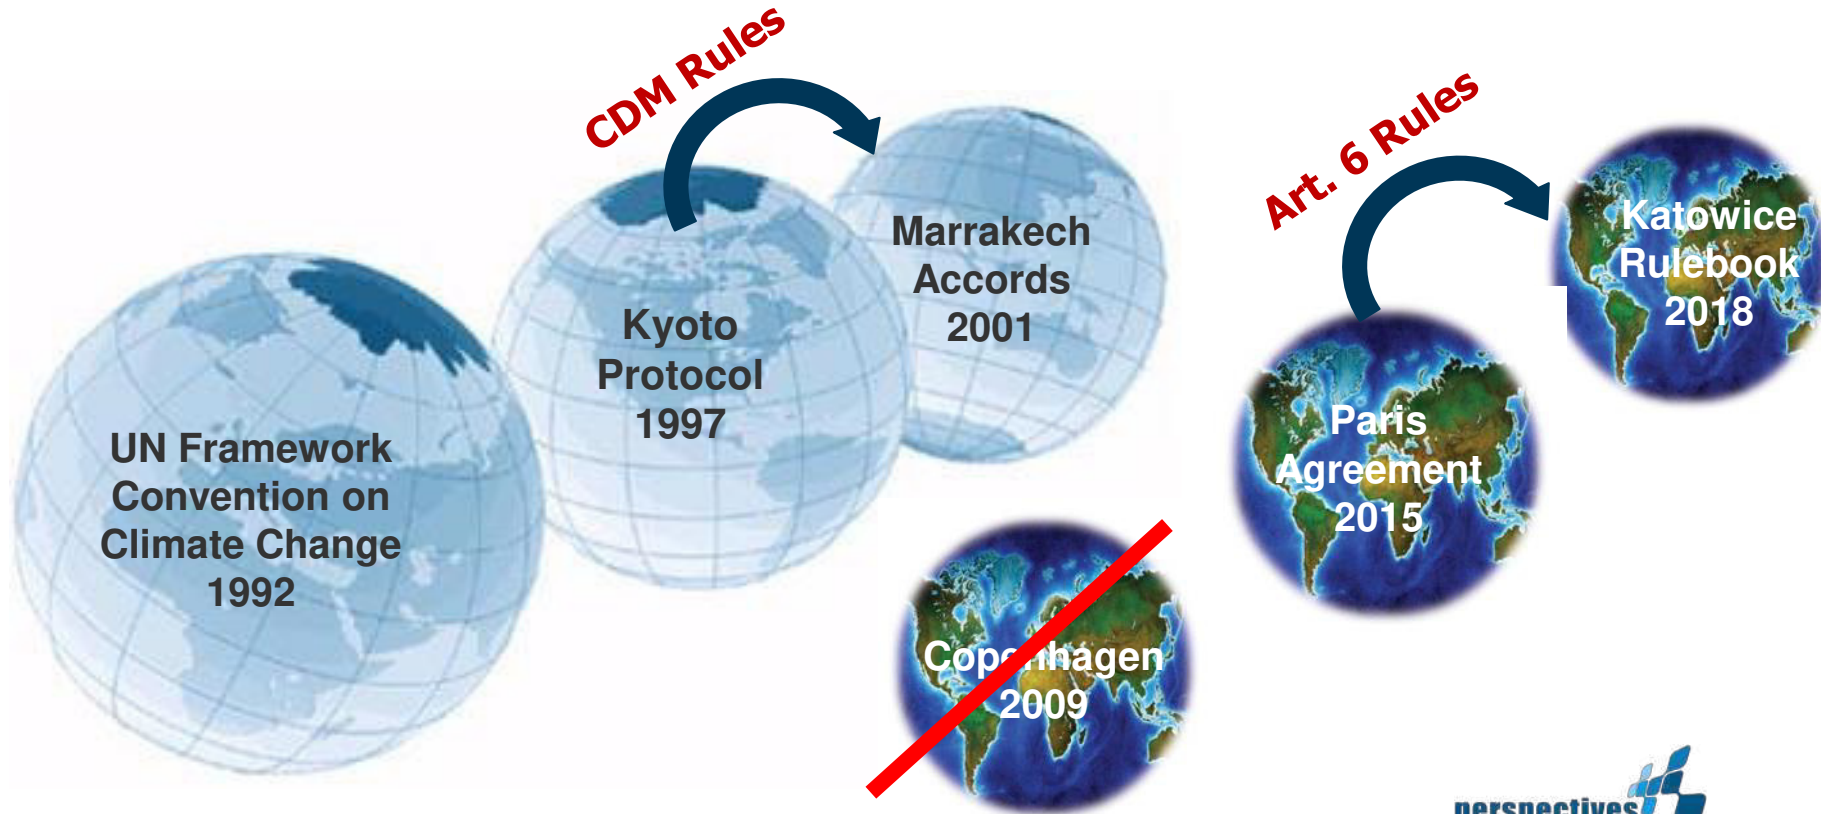 CDM Rules
Art. 6 Rules
UN Framework
Convention on
Climate Change
1992
Kyoto
Protocol
1997
Marrakech
Accords
2001
Copenhagen
2009
Paris
Agreement
2015
Katowice
Rulebook
2018
perspectives